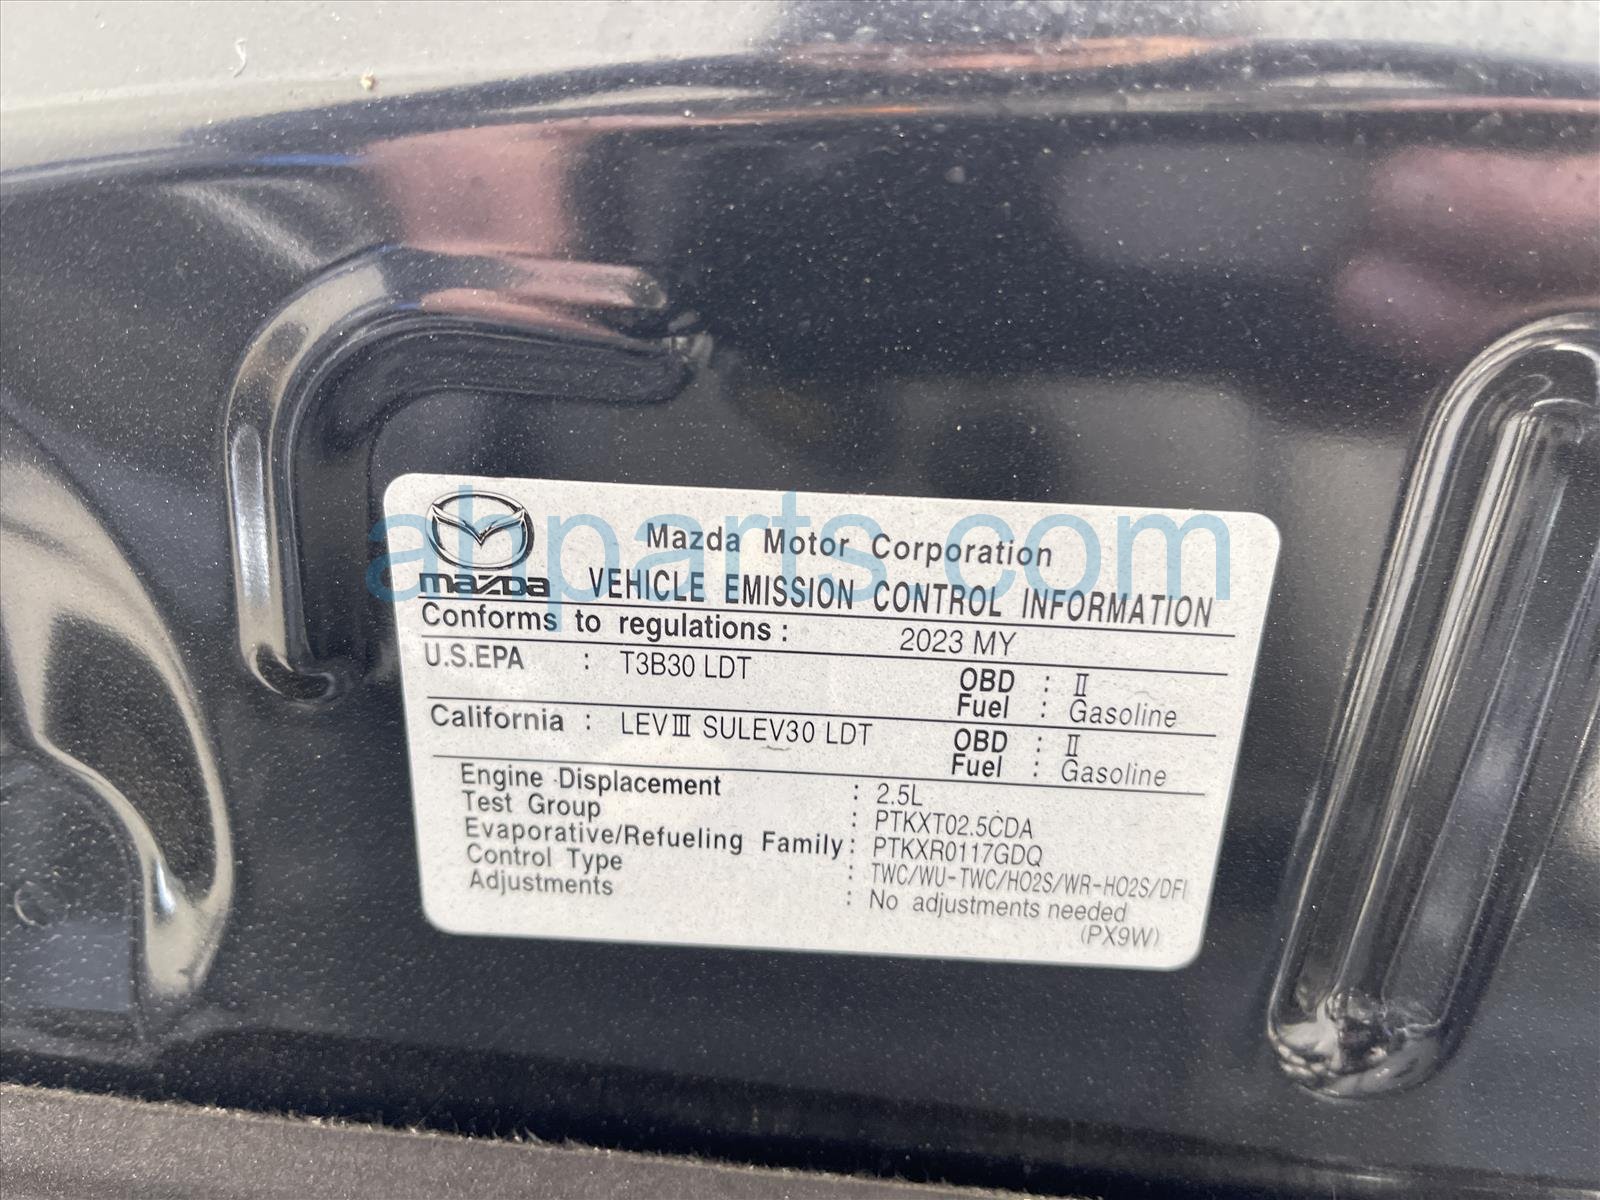 ahparts.com
mazda
Mazda Motor Corporation
VEHICLE EMISSION CONTROL INFORMATION
Conforms to regulations : 2023 MY
U.S.EPA : T3B30 LDT
OBD : Ⅱ
Fuel : Gasoline
California : LEVⅢ SULEV30 LDT
OBD : Ⅱ
Fuel : Gasoline
Engine Displacement : 2.5L
Test Group : PTKXT02.5CDA
Evaporative/Refueling Family : PTKXR0117GDQ
Control Type : TWC/WU-TWC/HO2S/WR-HO2S/DFI
Adjustments : No adjustments needed
(PX9W)